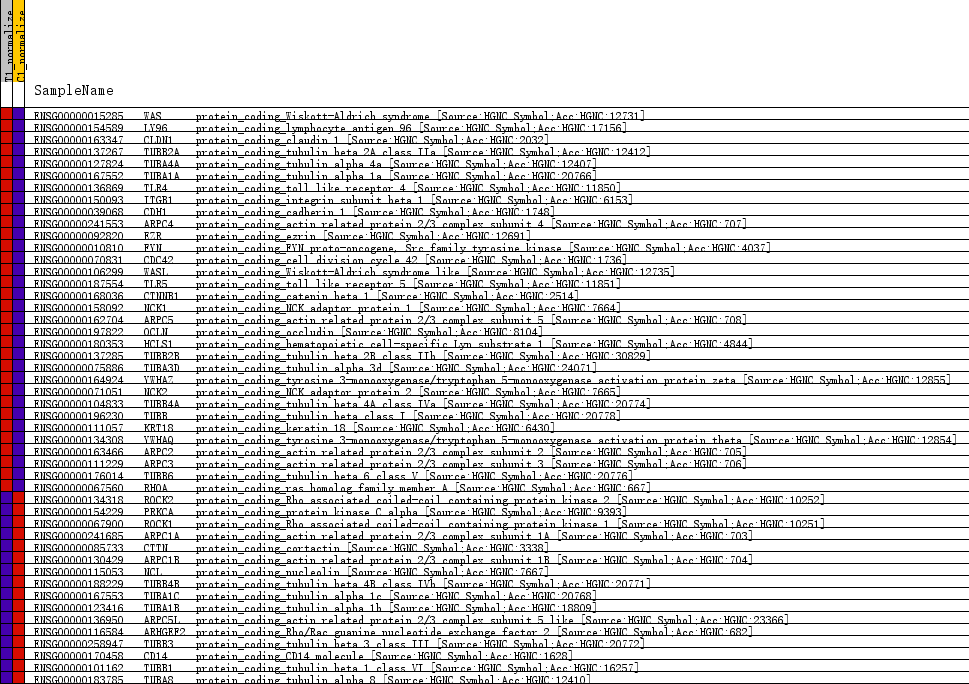 T1_normalize
C1_normalize
SampleName
ENSG00000015285 WAS protein_coding_Wiskott-Aldrich syndrome [Source:HGNC Symbol;Acc:HGNC:12731]
ENSG00000154589 LY96 protein_coding_lymphocyte antigen 96 [Source:HGNC Symbol;Acc:HGNC:17156]
ENSG00000163347 CLDN1 protein_coding_claudin 1 [Source:HGNC Symbol;Acc:HGNC:2032]
ENSG00000137267 TUBB2A protein_coding_tubulin beta 2A class IIa [Source:HGNC Symbol;Acc:HGNC:12412]
ENSG00000127824 TUBA4A protein_coding_tubulin alpha 4a [Source:HGNC Symbol;Acc:HGNC:12407]
ENSG00000167552 TUBA1A protein_coding_tubulin alpha 1a [Source:HGNC Symbol;Acc:HGNC:20766]
ENSG00000136869 TLR4 protein_coding_toll like receptor 4 [Source:HGNC Symbol;Acc:HGNC:11850]
ENSG00000150093 ITGB1 protein_coding_integrin subunit beta 1 [Source:HGNC Symbol;Acc:HGNC:6153]
ENSG00000039068 CDH1 protein_coding_cadherin 1 [Source:HGNC Symbol;Acc:HGNC:1748]
ENSG00000241553 ARPC4 protein_coding_actin related protein 2/3 complex subunit 4 [Source:HGNC Symbol;Acc:HGNC:707]
ENSG00000092820 EZR protein_coding_ezrin [Source:HGNC Symbol;Acc:HGNC:12691]
ENSG00000010810 FYN protein_coding_FYN proto-oncogene, Src family tyrosine kinase [Source:HGNC Symbol;Acc:HGNC:4037]
ENSG00000070831 CDC42 protein_coding_cell division cycle 42 [Source:HGNC Symbol;Acc:HGNC:1736]
ENSG00000106299 WASL protein_coding_Wiskott-Aldrich syndrome like [Source:HGNC Symbol;Acc:HGNC:12735]
ENSG00000187554 TLR5 protein_coding_toll like receptor 5 [Source:HGNC Symbol;Acc:HGNC:11851]
ENSG00000168036 CTNNB1 protein_coding_catenin beta 1 [Source:HGNC Symbol;Acc:HGNC:2514]
ENSG00000158092 NCK1 protein_coding_NCK adaptor protein 1 [Source:HGNC Symbol;Acc:HGNC:7664]
ENSG00000162704 ARPC5 protein_coding_actin related protein 2/3 complex subunit 5 [Source:HGNC Symbol;Acc:HGNC:708]
ENSG00000197822 OCLN protein_coding_occludin [Source:HGNC Symbol;Acc:HGNC:8104]
ENSG00000180353 HCLS1 protein_coding_hematopoietic cell-specific Lyn substrate 1 [Source:HGNC Symbol;Acc:HGNC:4844]
ENSG00000137285 TUBB2B protein_coding_tubulin beta 2B class IIb [Source:HGNC Symbol;Acc:HGNC:30829]
ENSG00000075886 TUBA3D protein_coding_tubulin alpha 3d [Source:HGNC Symbol;Acc:HGNC:24071]
ENSG00000164924 YWHAZ protein_coding_tyrosine 3-monooxygenase/tryptophan 5-monooxygenase activation protein zeta [Source:HGNC Symbol;Acc:HGNC:12855]
ENSG00000071051 NCK2 protein_coding_NCK adaptor protein 2 [Source:HGNC Symbol;Acc:HGNC:7665]
ENSG00000104833 TUBB4A protein_coding_tubulin beta 4A class IVa [Source:HGNC Symbol;Acc:HGNC:20774]
ENSG00000196230 TUBB protein_coding_tubulin beta class I [Source:HGNC Symbol;Acc:HGNC:20778]
ENSG00000111057 KRT18 protein_coding_keratin 18 [Source:HGNC Symbol;Acc:HGNC:6430]
ENSG00000134308 YWHAQ protein_coding_tyrosine 3-monooxygenase/tryptophan 5-monooxygenase activation protein theta [Source:HGNC Symbol;Acc:HGNC:12854]
ENSG00000163466 ARPC2 protein_coding_actin related protein 2/3 complex subunit 2 [Source:HGNC Symbol;Acc:HGNC:705]
ENSG00000111229 ARPC3 protein_coding_actin related protein 2/3 complex subunit 3 [Source:HGNC Symbol;Acc:HGNC:706]
ENSG00000176014 TUBB6 protein_coding_tubulin beta 6 class V [Source:HGNC Symbol;Acc:HGNC:20776]
ENSG00000067560 RHOA protein_coding_ras homolog family member A [Source:HGNC Symbol;Acc:HGNC:667]
ENSG00000134318 ROCK2 protein_coding_Rho associated coiled-coil containing protein kinase 2 [Source:HGNC Symbol;Acc:HGNC:10252]
ENSG00000154229 PRKCA protein_coding_protein kinase C alpha [Source:HGNC Symbol;Acc:HGNC:9393]
ENSG00000067900 ROCK1 protein_coding_Rho associated coiled-coil containing protein kinase 1 [Source:HGNC Symbol;Acc:HGNC:10251]
ENSG00000241685 ARPC1A protein_coding_actin related protein 2/3 complex subunit 1A [Source:HGNC Symbol;Acc:HGNC:703]
ENSG00000085733 CTTN protein_coding_cortactin [Source:HGNC Symbol;Acc:HGNC:3338]
ENSG00000130429 ARPC1B protein_coding_actin related protein 2/3 complex subunit 1B [Source:HGNC Symbol;Acc:HGNC:704]
ENSG00000115053 NCL protein_coding_nucleolin [Source:HGNC Symbol;Acc:HGNC:7667]
ENSG00000188229 TUBB4B protein_coding_tubulin beta 4B class IVb [Source:HGNC Symbol;Acc:HGNC:20771]
ENSG00000167553 TUBA1C protein_coding_tubulin alpha 1c [Source:HGNC Symbol;Acc:HGNC:20768]
ENSG00000123416 TUBA1B protein_coding_tubulin alpha 1b [Source:HGNC Symbol;Acc:HGNC:18809]
ENSG00000136950 ARPC5L protein_coding_actin related protein 2/3 complex subunit 5 like [Source:HGNC Symbol;Acc:HGNC:23366]
ENSG00000116584 ARHGEF2 protein_coding_Rho/Rac guanine nucleotide exchange factor 2 [Source:HGNC Symbol;Acc:HGNC:682]
ENSG00000258947 TUBB3 protein_coding_tubulin beta 3 class III [Source:HGNC Symbol;Acc:HGNC:20772]
ENSG00000170458 CD14 protein_coding_CD14 molecule [Source:HGNC Symbol;Acc:HGNC:1628]
ENSG00000101162 TUBB1 protein_coding_tubulin beta 1 class VI [Source:HGNC Symbol;Acc:HGNC:16257]
ENSG00000183785 TUBA8 protein_coding_tubulin alpha 8 [Source:HGNC Symbol;Acc:HGNC:12410]